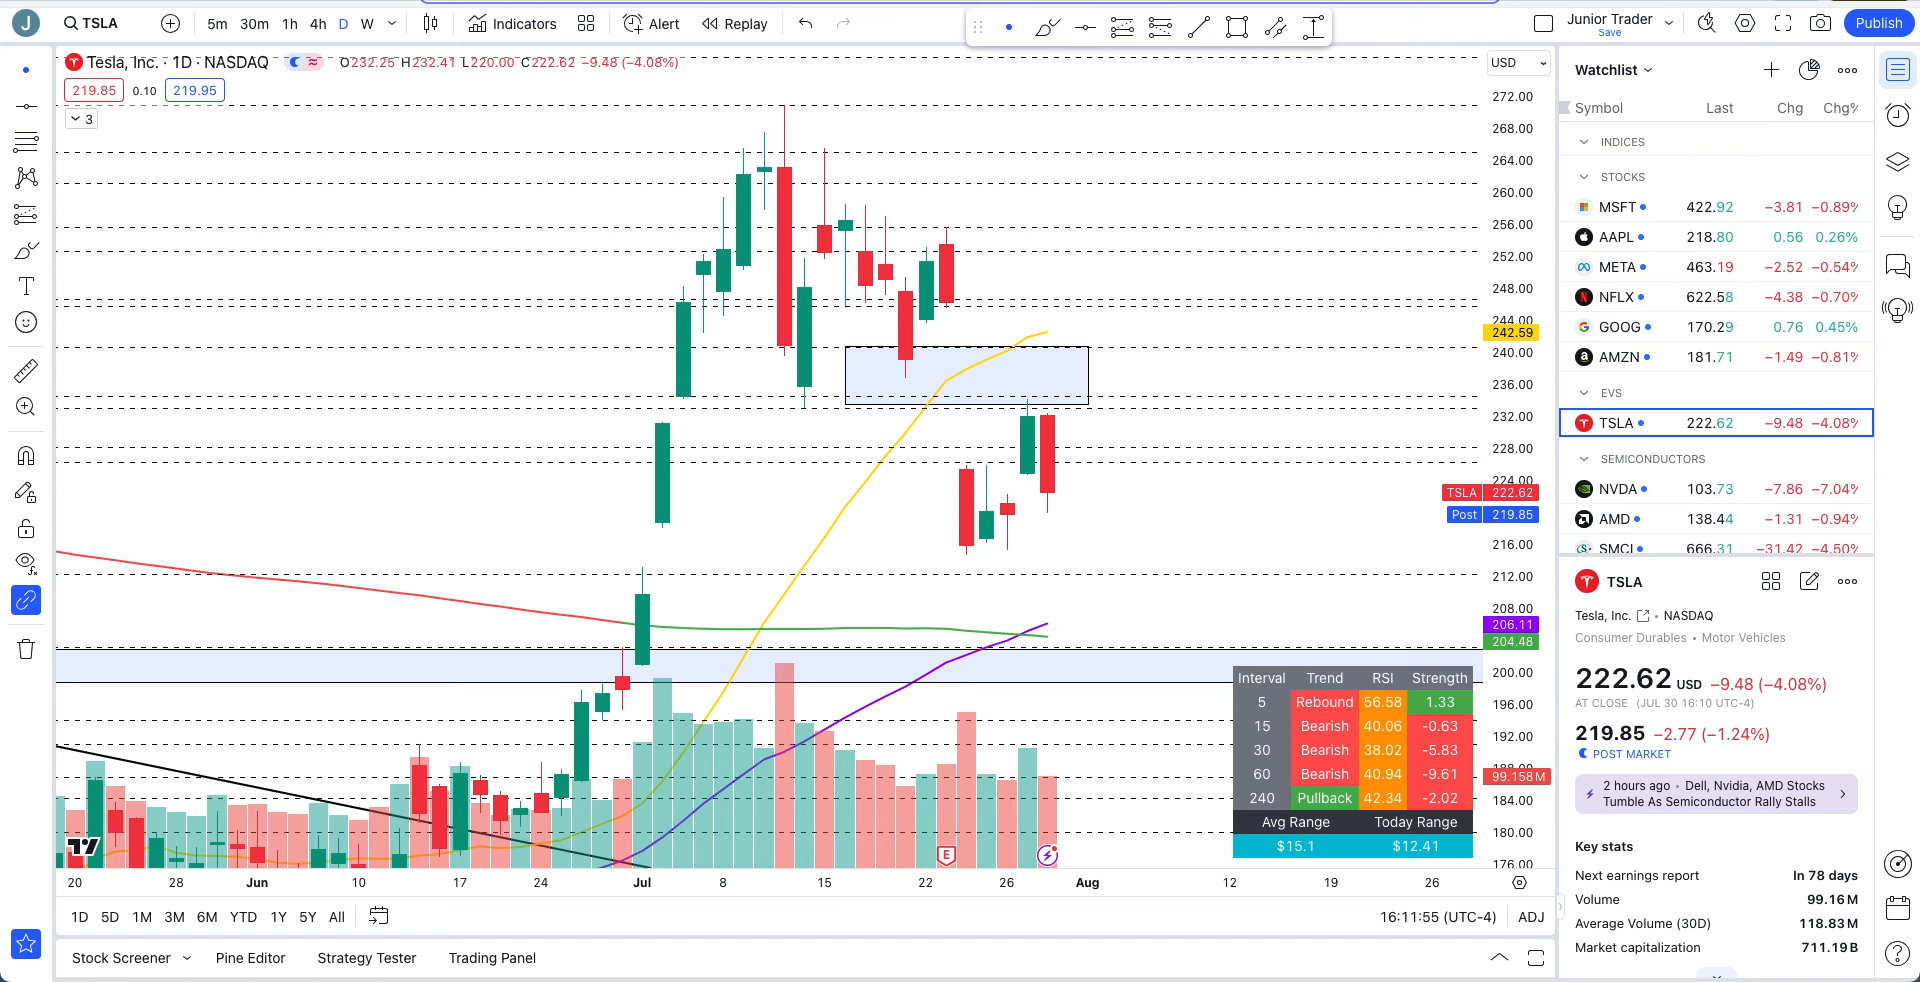 J
TSLA
5m 30m 1h 4h D W
Indicators
Alert
Replay
Junior Trader
Save
Publish
Tesla, Inc. · 1D · NASDAQ
O232.25 H232.41 L220.00 C222.62 −9.48 (−4.08%)
219.85 0.10 219.95
3
USD
272.00
268.00
264.00
260.00
256.00
252.00
248.00
244.00
242.59
240.00
236.00
232.00
228.00
224.00
TSLA 222.62
Post 219.85
216.00
212.00
208.00
206.11
204.48
200.00
196.00
192.00
188.00
99.158M
184.00
180.00
176.00
Interval Trend RSI Strength
5 Rebound 56.58 1.33
15 Bearish 40.06 -0.63
30 Bearish 38.02 -5.83
60 Bearish 40.94 -9.61
240 Pullback 42.34 -2.02
Avg Range Today Range
$15.1 $12.41
E
20 28 Jun 10 17 24 Jul 8 15 22 26 Aug 12 19 26
1D 5D 1M 3M 6M YTD 1Y 5Y All
16:11:55 (UTC-4) ADJ
Stock Screener Pine Editor Strategy Tester Trading Panel
Watchlist
Symbol Last Chg Chg%
INDICES
STOCKS
MSFT 422.92 −3.81 −0.89%
AAPL 218.80 0.56 0.26%
META 463.19 −2.52 −0.54%
NFLX 622.58 −4.38 −0.70%
GOOG 170.29 0.76 0.45%
AMZN 181.71 −1.49 −0.81%
EVS
TSLA 222.62 −9.48 −4.08%
SEMICONDUCTORS
NVDA 103.73 −7.86 −7.04%
AMD 138.44 −1.31 −0.94%
SMCI 666.31 −31.42 −4.50%
TSLA
Tesla, Inc. • NASDAQ
Consumer Durables • Motor Vehicles
222.62 USD −9.48 (−4.08%)
AT CLOSE (JUL 30 16:10 UTC-4)
219.85 −2.77 (−1.24%)
POST MARKET
2 hours ago • Dell, Nvidia, AMD Stocks
Tumble As Semiconductor Rally Stalls
Key stats
Next earnings report In 78 days
Volume 99.16M
Average Volume (30D) 118.83M
Market capitalization 711.19B